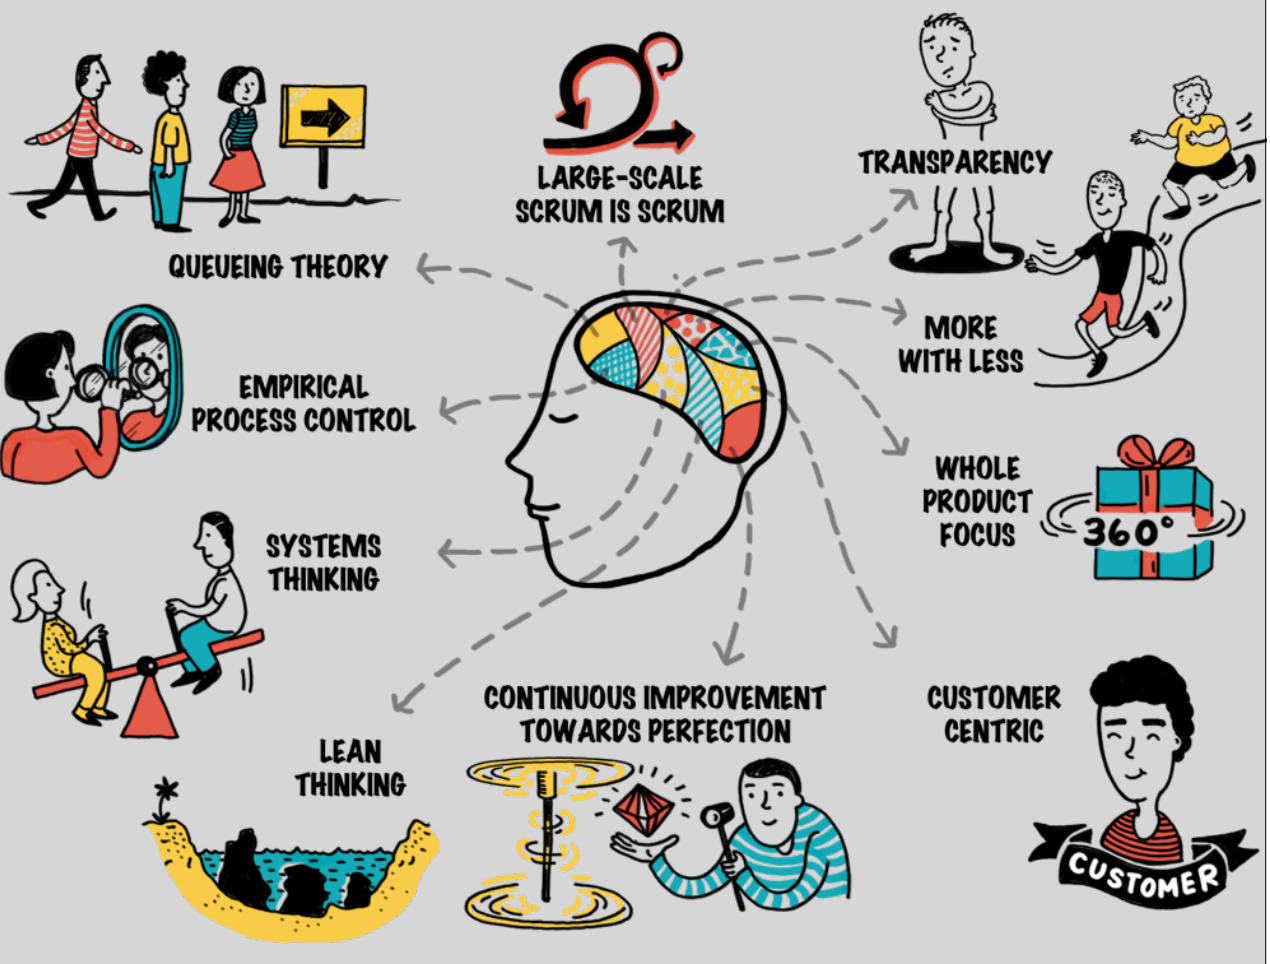 LARGE-SCALE
SCRUM IS SCRUM
TRANSPARENCY
QUEUEING THEORY
MORE
WITH LESS
EMPIRICAL
PROCESS CONTROL
WHOLE
PRODUCT
FOCUS
360°
SYSTEMS
THINKING
CONTINUOUS IMPROVEMENT
TOWARDS PERFECTION
CUSTOMER
CENTRIC
LEAN
THINKING
CUSTOMER